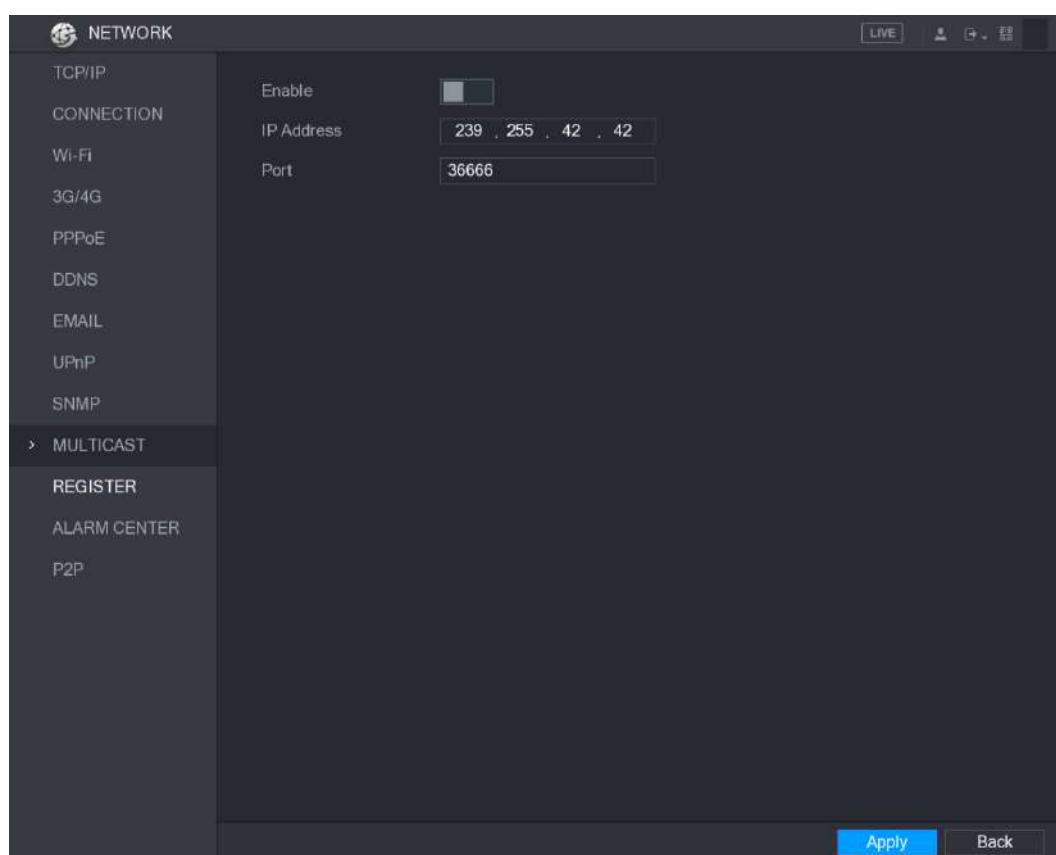 NETWORK
LIVE
TCP/IP
CONNECTION
Wi-Fi
3G/4G
PPPoE
DDNS
EMAIL
UPnP
SNMP
MULTICAST
REGISTER
ALARM CENTER
P2P
Enable
IP Address 239 . 255 . 42 . 42
Port 36666
Apply Back